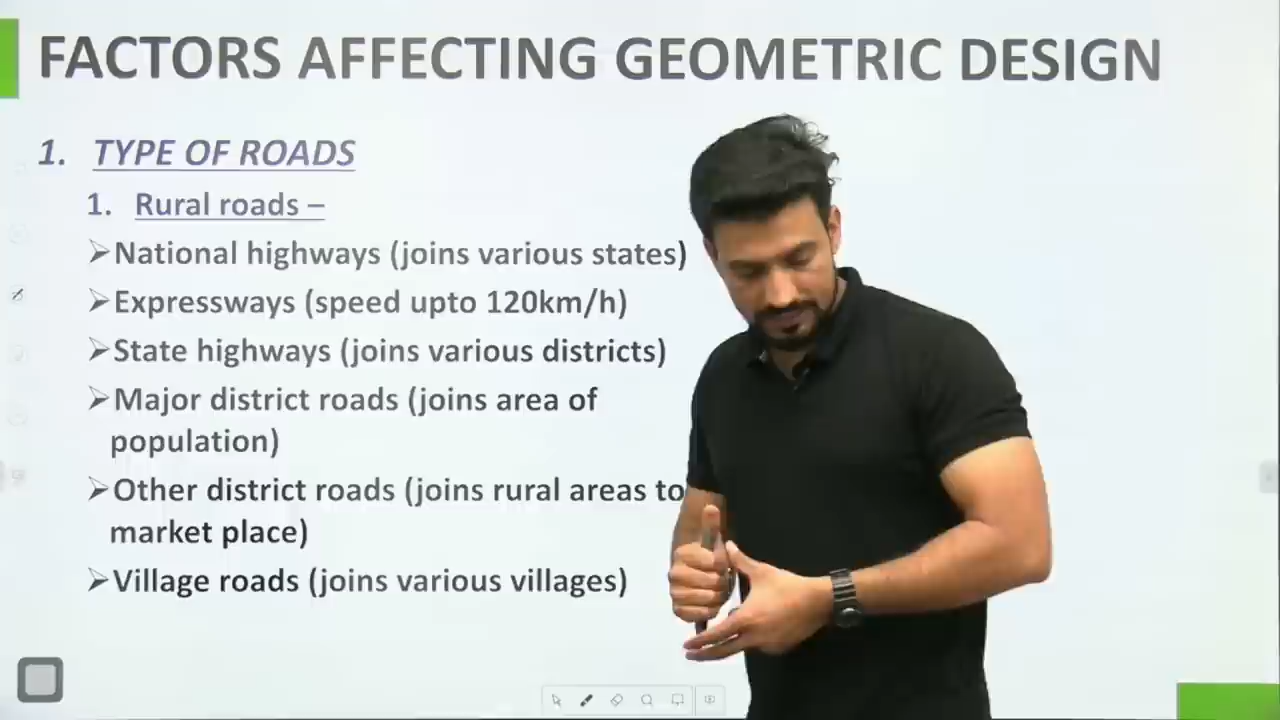 FACTORS AFFECTING GEOMETRIC DESIGN
1. TYPE OF ROADS
1. Rural roads –
➢National highways (joins various states)
➢Expressways (speed upto 120km/h)
➢State highways (joins various districts)
➢Major district roads (joins area of
population)
➢Other district roads (joins rural areas to
market place)
➢Village roads (joins various villages)